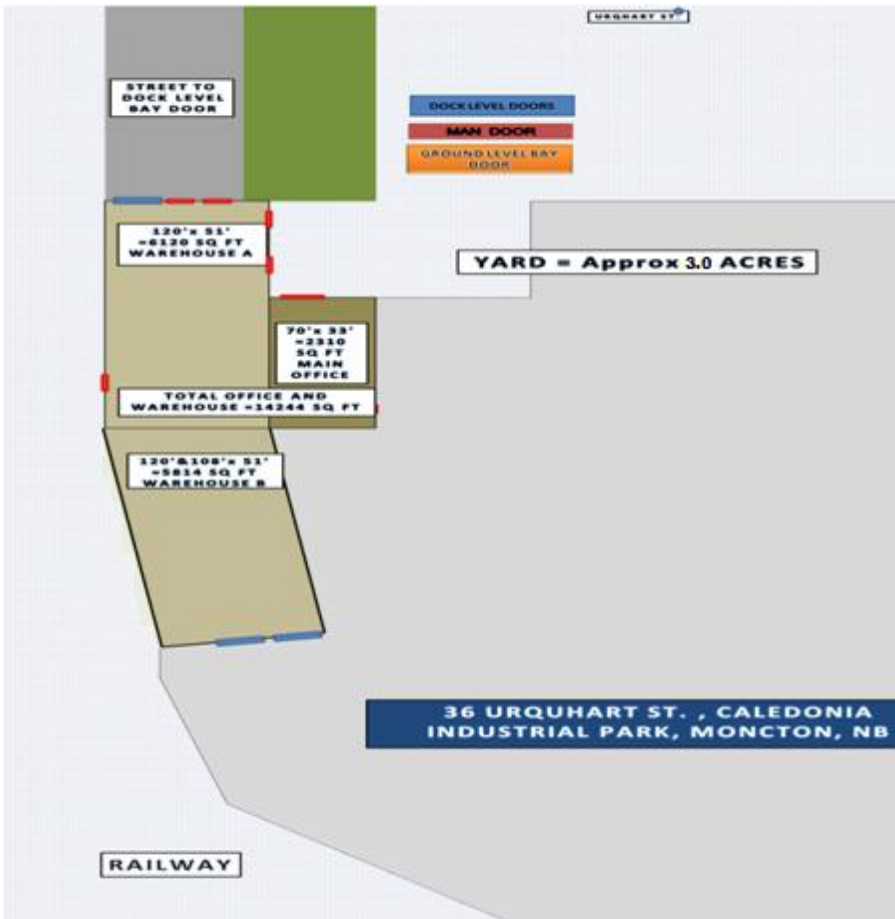 URQUHART ST.
STREET TO
DOCK LEVEL
BAY DOOR
DOCK LEVEL DOORS
MAN DOOR
GROUND LEVEL BAY
DOOR
120'x 51'
=6120 SQ FT
WAREHOUSE A
YARD = Approx 3.0 ACRES
70'x 33'
=2310
SQ FT
MAIN
OFFICE
TOTAL OFFICE AND
WAREHOUSE =14244 SQ FT
120'&108'x 51'
=5814 SQ FT
WAREHOUSE B
36 URQUHART ST. , CALEDONIA
INDUSTRIAL PARK, MONCTON, NB
RAILWAY